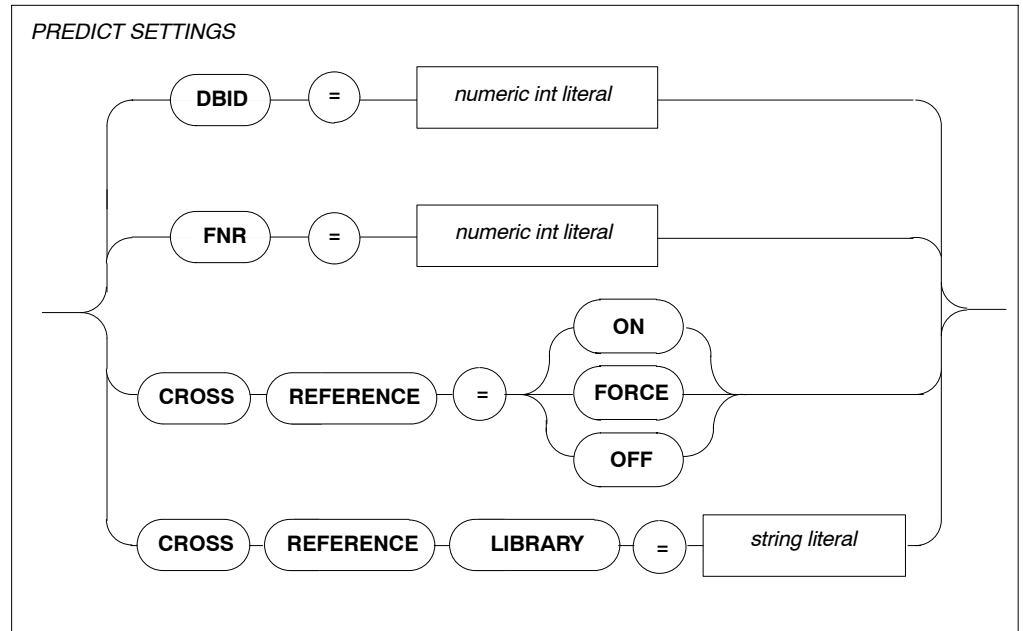 PREDICT SETTINGS
DBID = numeric int literal
FNR = numeric int literal
ON
CROSS REFERENCE = FORCE
OFF
CROSS REFERENCE LIBRARY = string literal